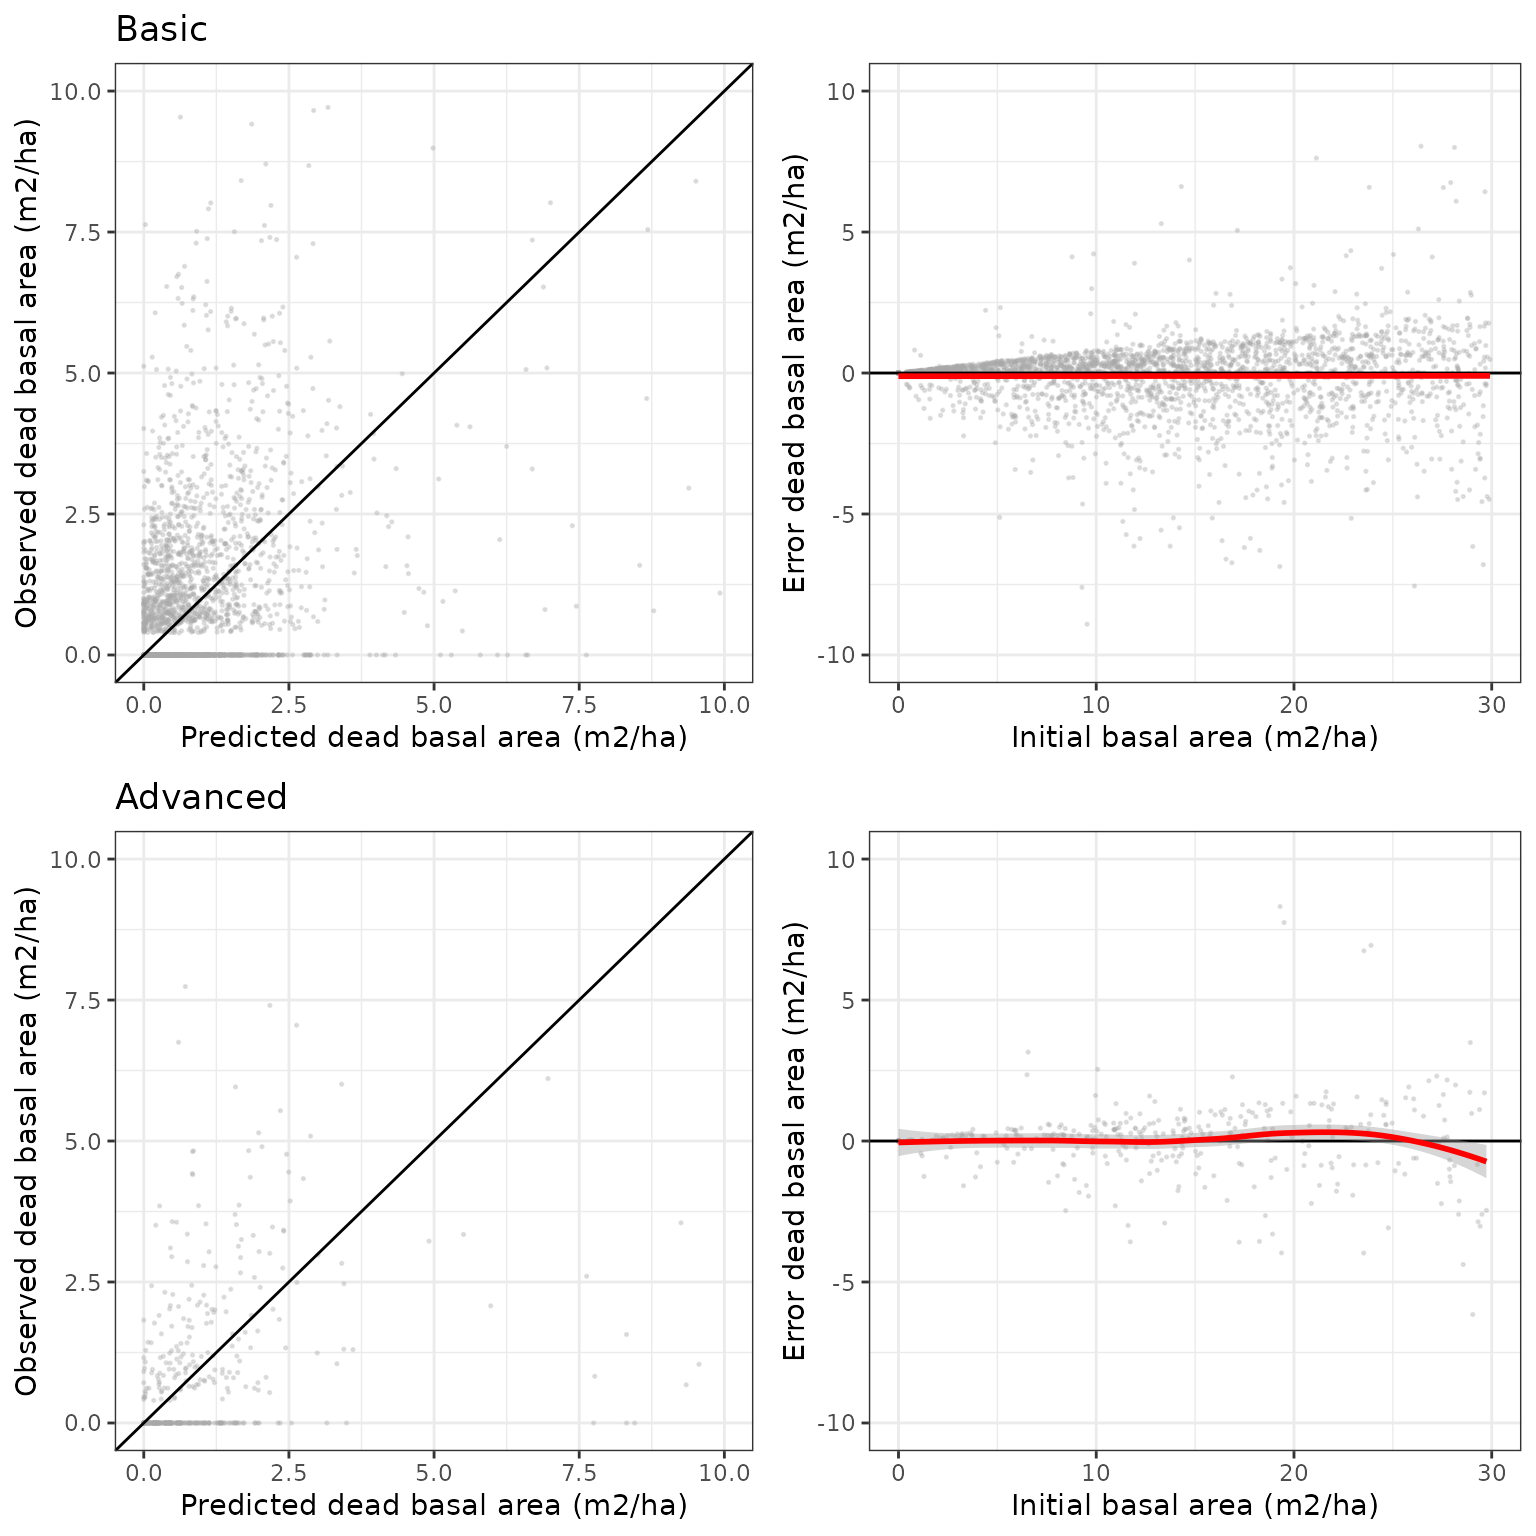 Basic
Observed dead basal area (m2/ha)
10.0
7.5
5.0
2.5
0.0
0.0 2.5 5.0 7.5 10.0
Predicted dead basal area (m2/ha)
Error dead basal area (m2/ha)
10
5
0
-5
-10
0 10 20 30
Initial basal area (m2/ha)
Advanced
Observed dead basal area (m2/ha)
10.0
7.5
5.0
2.5
0.0
0.0 2.5 5.0 7.5 10.0
Predicted dead basal area (m2/ha)
Error dead basal area (m2/ha)
10
5
0
-5
-10
0 10 20 30
Initial basal area (m2/ha)